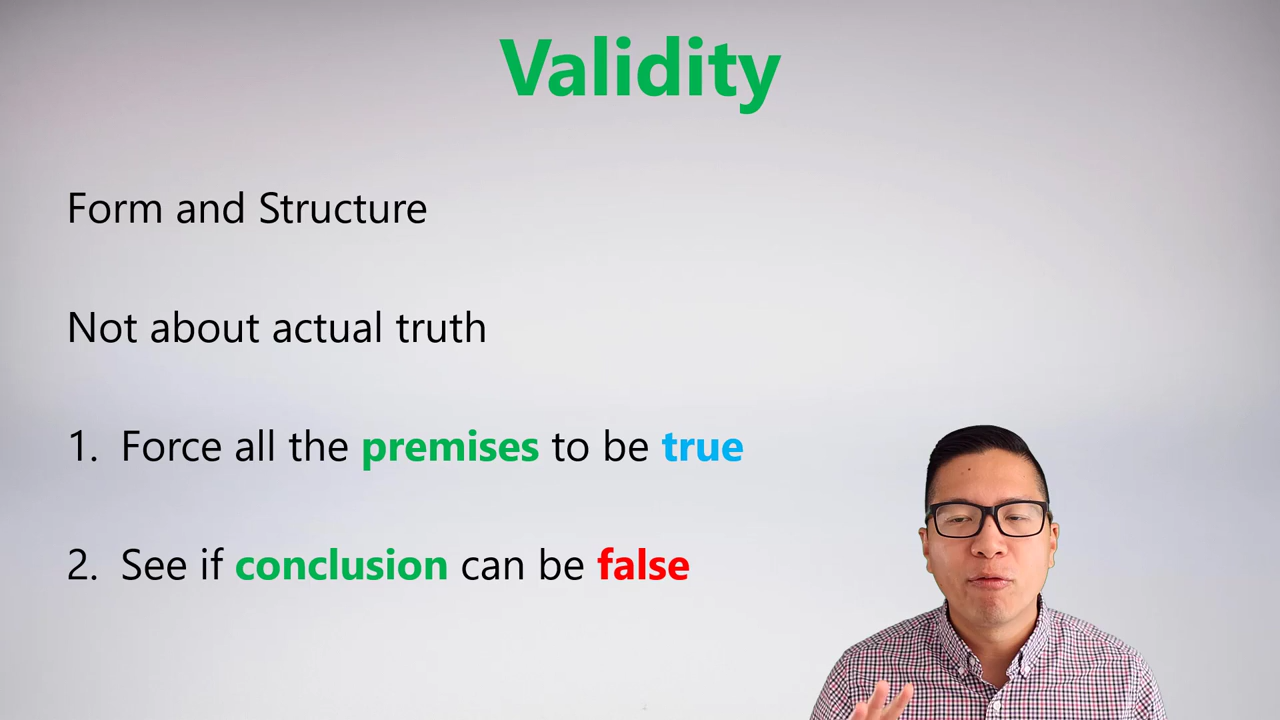 Validity
Form and Structure
Not about actual truth
1. Force all the premises to be true
2. See if conclusion can be false